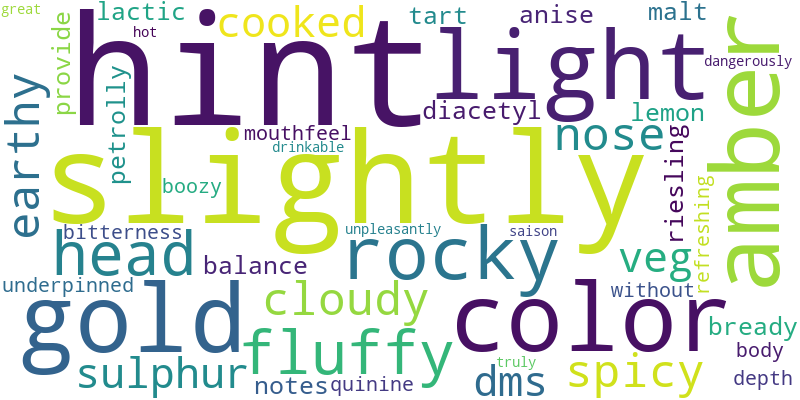 great
lactic
hot
cooked
tart
anise
malt
provide
hint
light
dangerously
amber
earthy
petrolly
diacetyl
lemon
mouthfeel
drinkable
nose
riesling
slightly
boozy
refreshing
bitterness
unpleasantly
saison
head
balance
rocky
veg
underpinned
gold
cloudy
color
without
bready
fluffy
body
sulphur
notes
quinine
dms
truly
spicy
depth